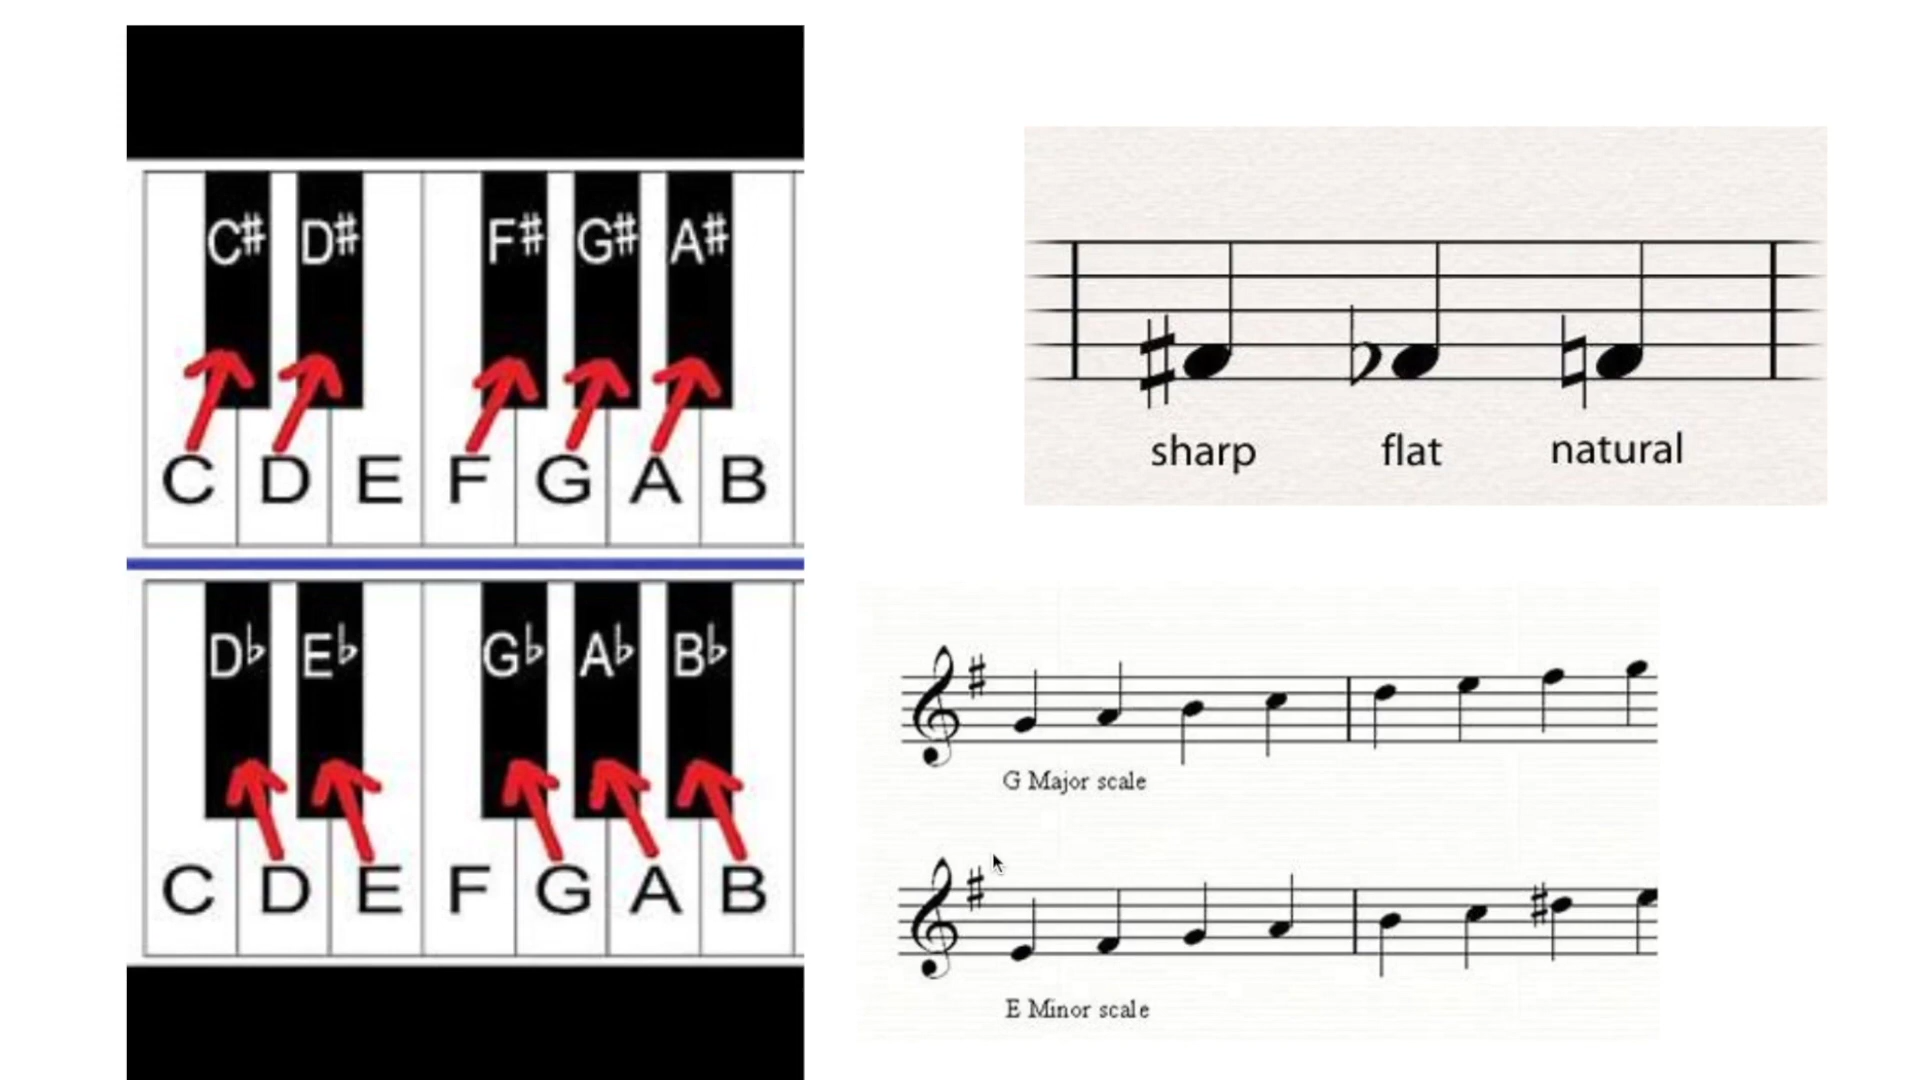 C# D# F# G# A#
C D E F G A B
D♭ E♭ G♭ A♭ B♭
C D E F G A B
sharp flat natural
G Major scale
E Minor scale